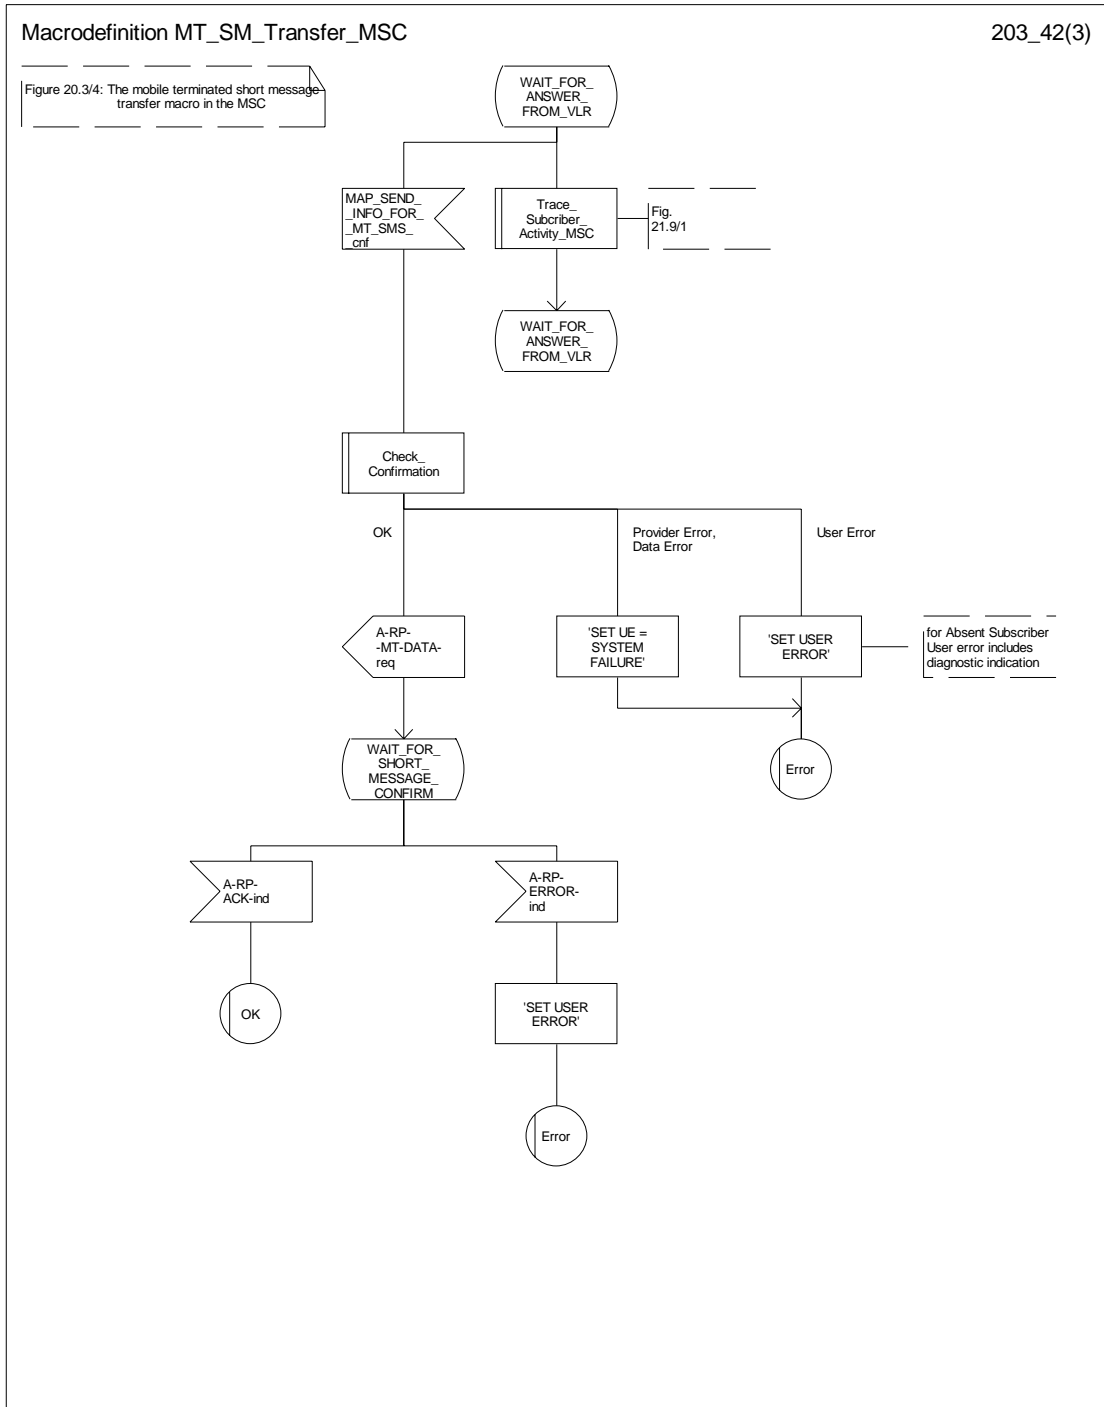 Macrodefinition MT_SM_Transfer_MSC
203_42(3)
Figure 20.3/4: The mobile terminated short message
transfer macro in the MSC
WAIT_FOR_
ANSWER_
FROM_VLR
MAP_SEND_
_INFO_FOR_
_MT_SMS_
_cnf
Trace_
Subcriber_
Activity_MSC
Fig.
21.9/1
WAIT_FOR_
ANSWER_
FROM_VLR
Check_
Confirmation
OK
Provider Error,
Data Error
User Error
A-RP-
-MT-DATA-
req
'SET UE =
SYSTEM
FAILURE'
'SET USER
ERROR'
for Absent Subscriber
User error includes
diagnostic indication
WAIT_FOR_
SHORT_
MESSAGE_
CONFIRM
Error
A-RP-
ACK-ind
A-RP-
ERROR-
ind
OK
'SET USER
ERROR'
Error